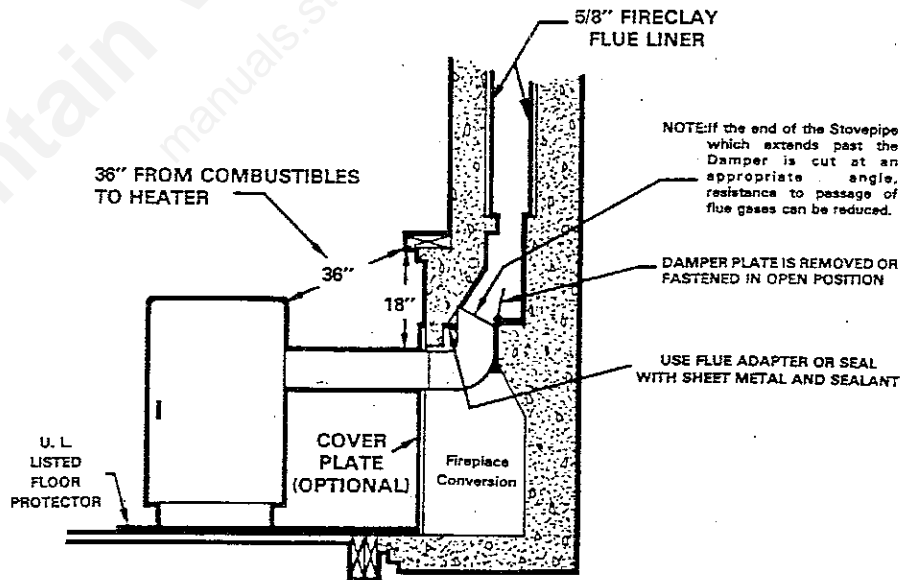 5/8" FIRECLAY
FLUE LINER
NOTE:If the end of the Stovepipe
which extends past the
Damper is cut at an
appropriate angle,
resistance to passage of
flue gases can be reduced.
36" FROM COMBUSTIBLES
TO HEATER
36"
18"
DAMPER PLATE IS REMOVED OR
FASTENED IN OPEN POSITION
USE FLUE ADAPTER OR SEAL
WITH SHEET METAL AND SEALANT
U. L.
LISTED
FLOOR
PROTECTOR
COVER
PLATE
(OPTIONAL)
Fireplace
Conversion
ntain
manuals.st